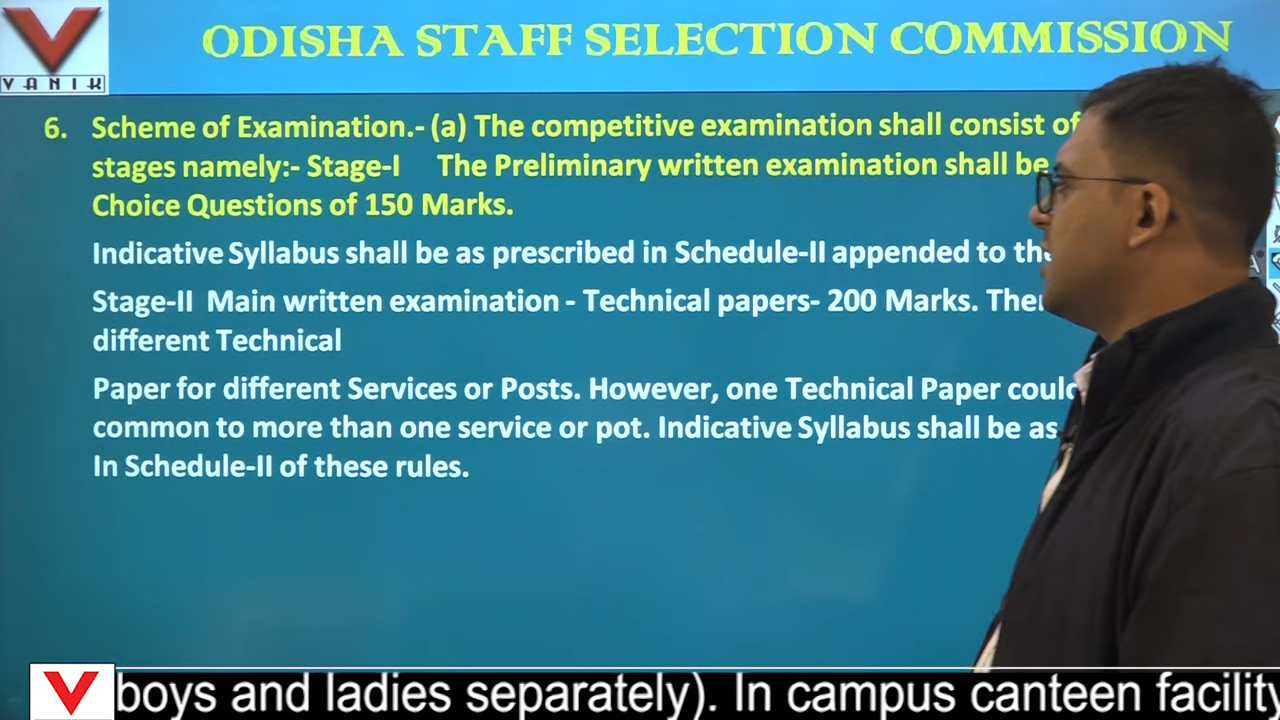 VANIK
ODISHA STAFF SELECTION COMMISSION
6. Scheme of Examination.- (a) The competitive examination shall consist of
stages namely:- Stage-I The Preliminary written examination shall be
Choice Questions of 150 Marks.
Indicative Syllabus shall be as prescribed in Schedule-II appended to
Stage-II Main written examination - Technical papers- 200 Marks.
different Technical
Paper for different Services or Posts. However, one Technical Paper
common to more than one service or pot. Indicative Syllabus shall be as
In Schedule-II of these rules.
V boys and ladies separately). In campus canteen facility